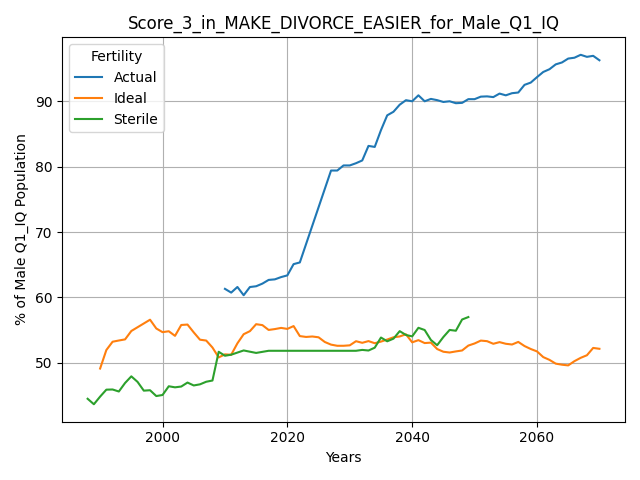 Score_3_in_MAKE_DIVORCE_EASIER_for_Male_Q1_IQ
Fertility
Actual
Ideal
Sterile
% of Male Q1_IQ Population
90
80
70
60
50
2000
2020
2040
2060
Years